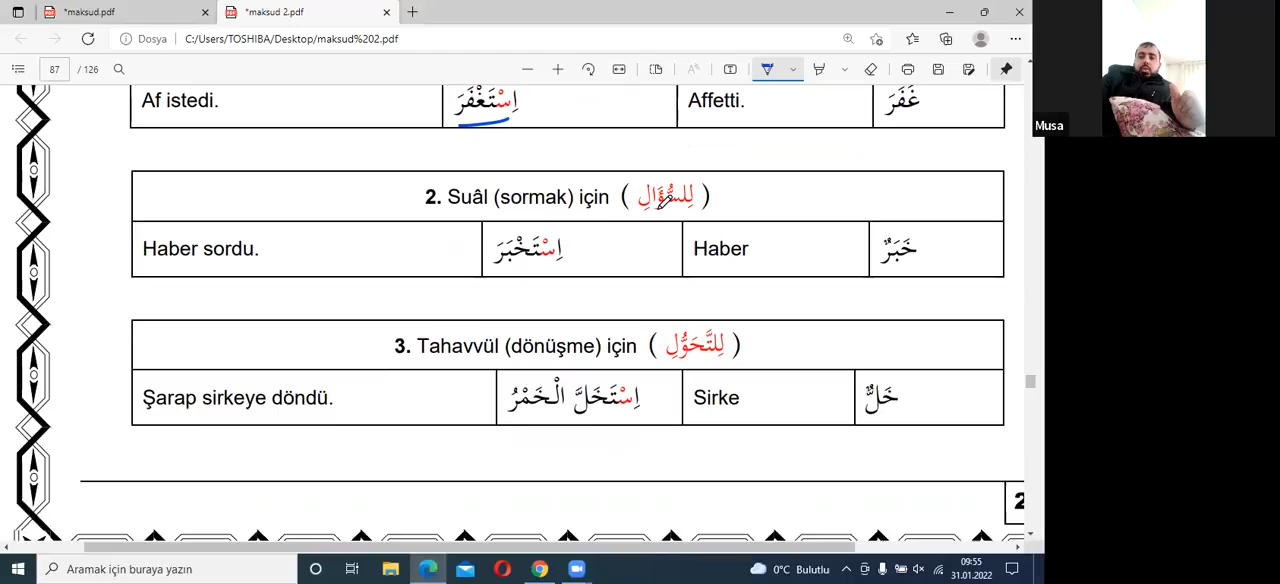 *maksud.pdf
*maksud 2.pdf
Dosya C:/Users/TOSHIBA/Desktop/maksud%202.pdf
87 / 126
Af istedi. اِسْتَغْفَرَ Affetti. غَفَرَ
2. Suâl (sormak) için ( لِلسُّؤَالِ )
Haber sordu. اِسْتَخْبَرَ Haber خَبَرٌ
3. Tahavvül (dönüşme) için ( لِلتَّحَوُّلِ )
Şarap sirkeye döndü. اِسْتَخَلَّ الْخَمْرُ Sirke خَلٌّ
2
Musa
Aramak için buraya yazın
0°C Bulutlu
09:55
31.01.2022